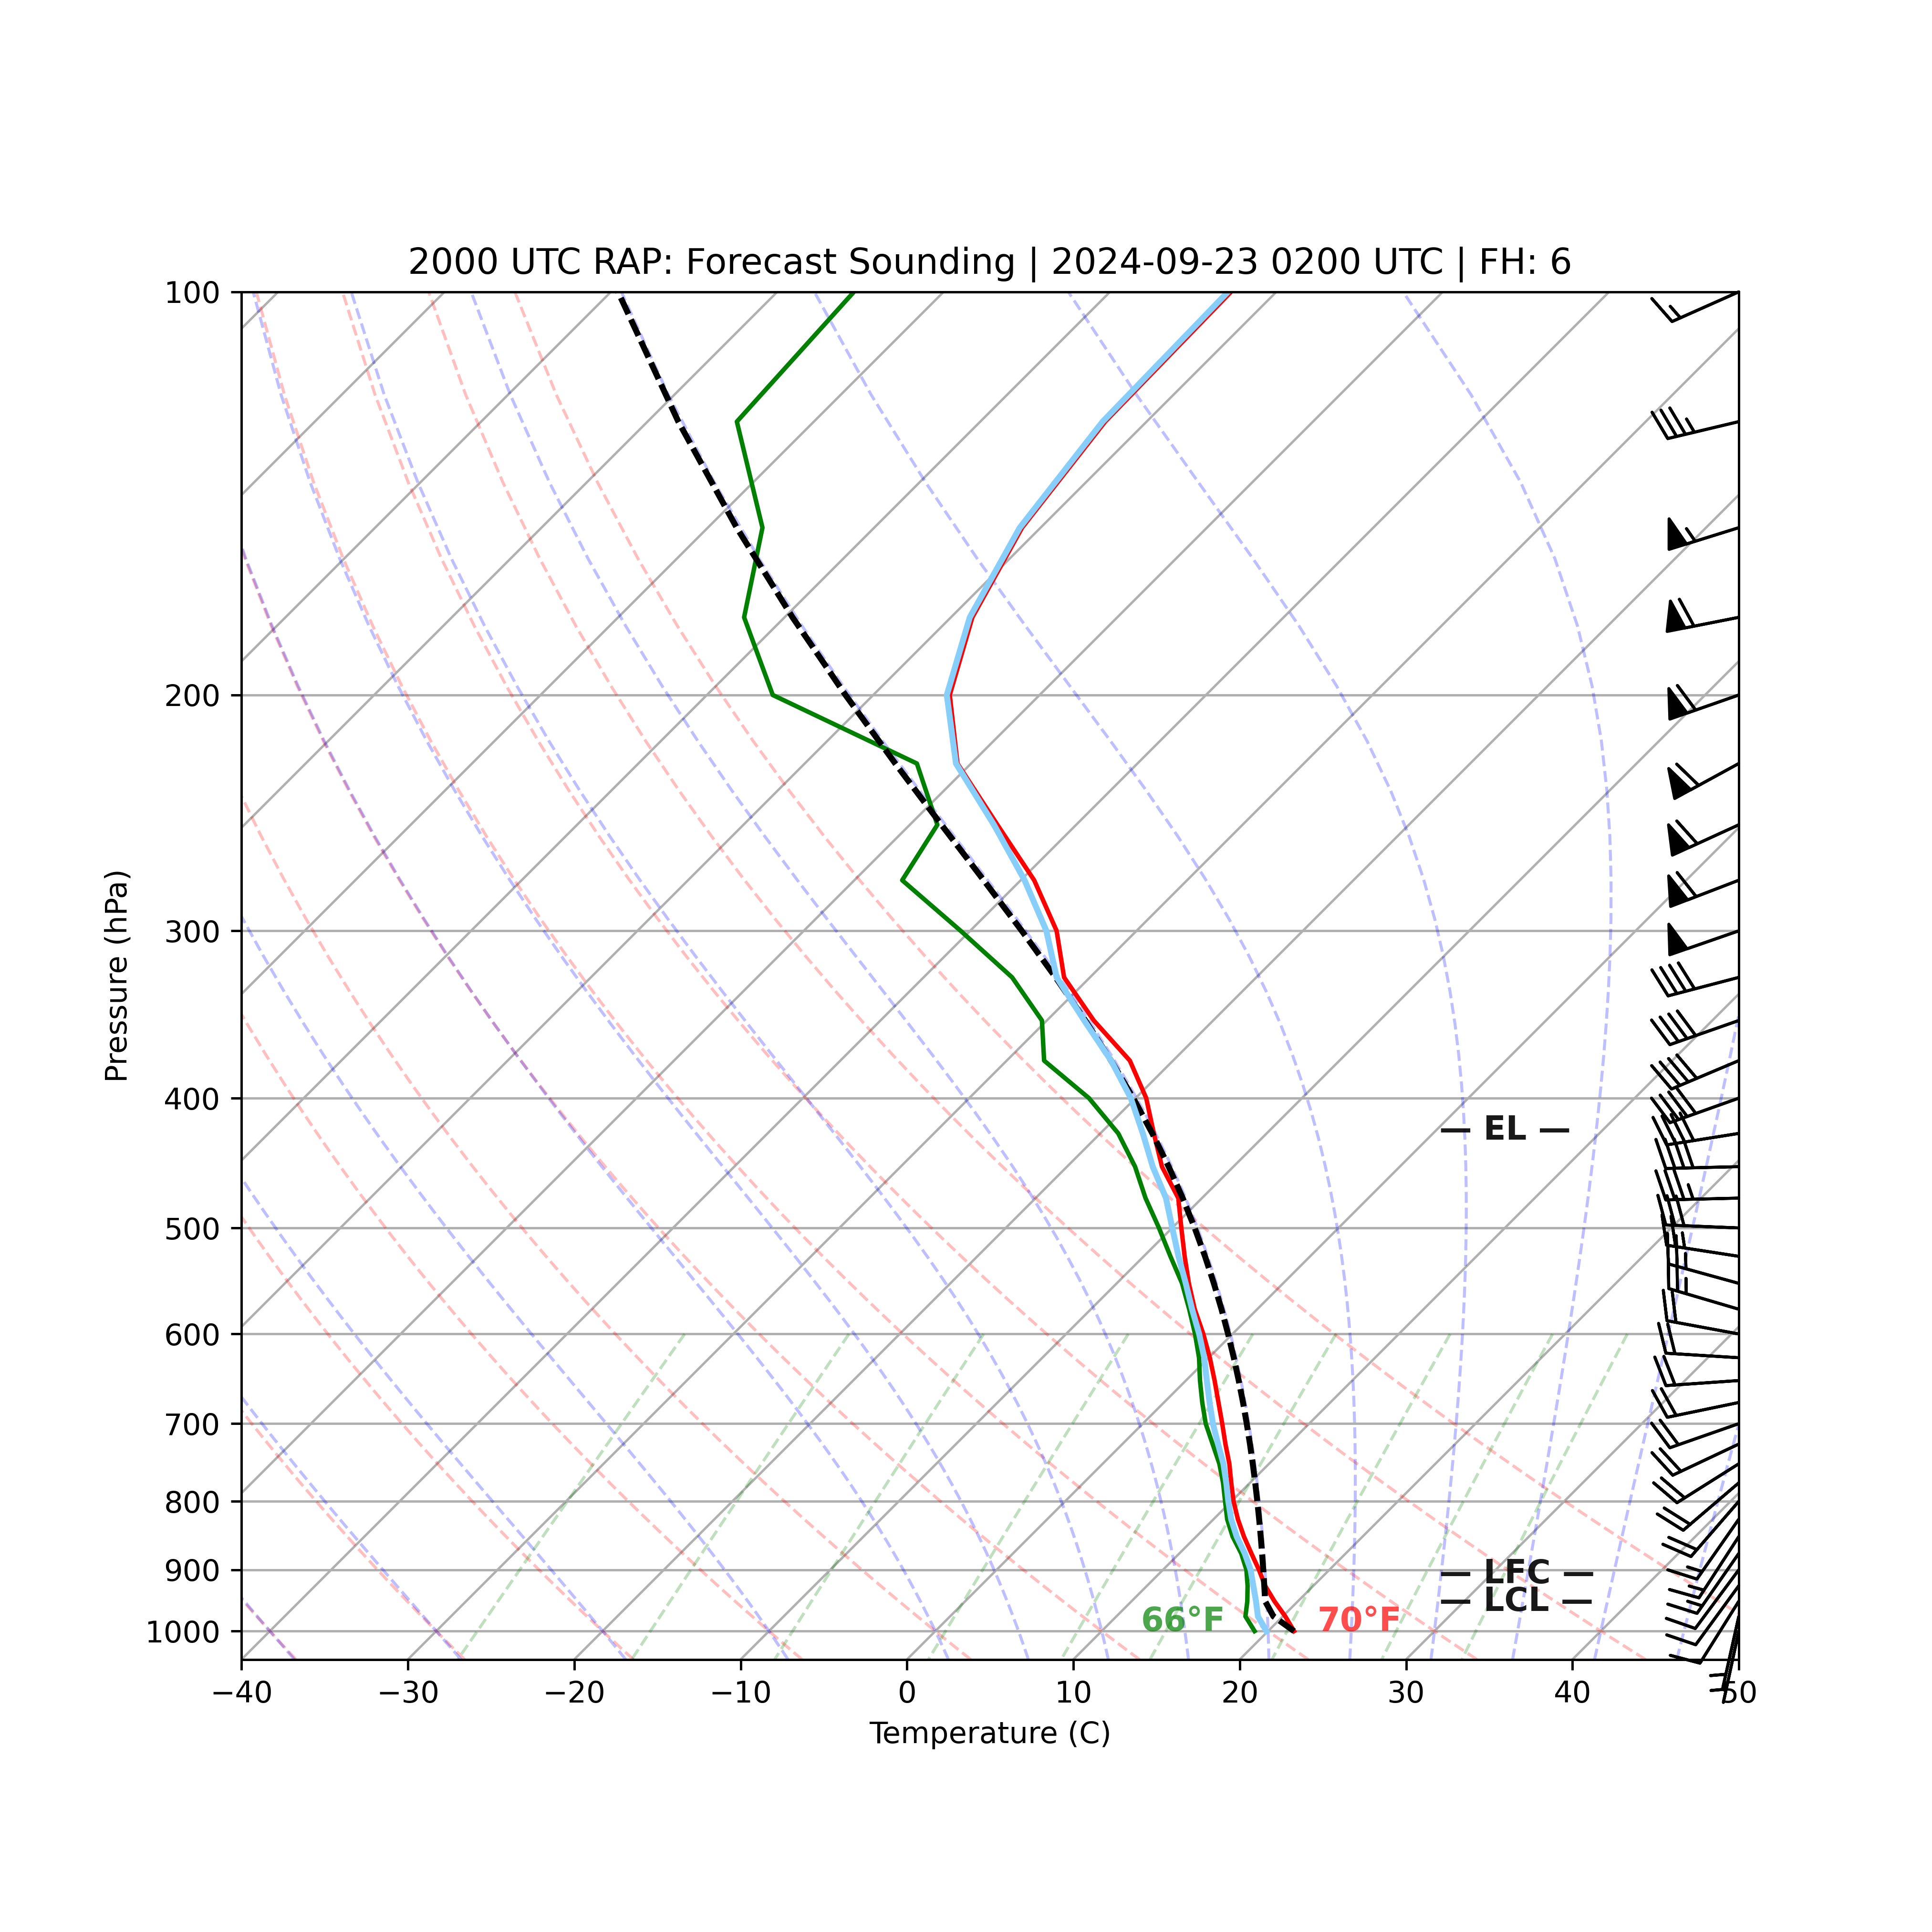 2000 UTC RAP: Forecast Sounding | 2024-09-23 0200 UTC | FH: 6
100
200
300
400
500
600
700
800
900
1000
Pressure (hPa)
— EL —
— LFC —
— LCL —
66°F 70°F
−40 −30 −20 −10 0 10 20 30 40 50
Temperature (C)